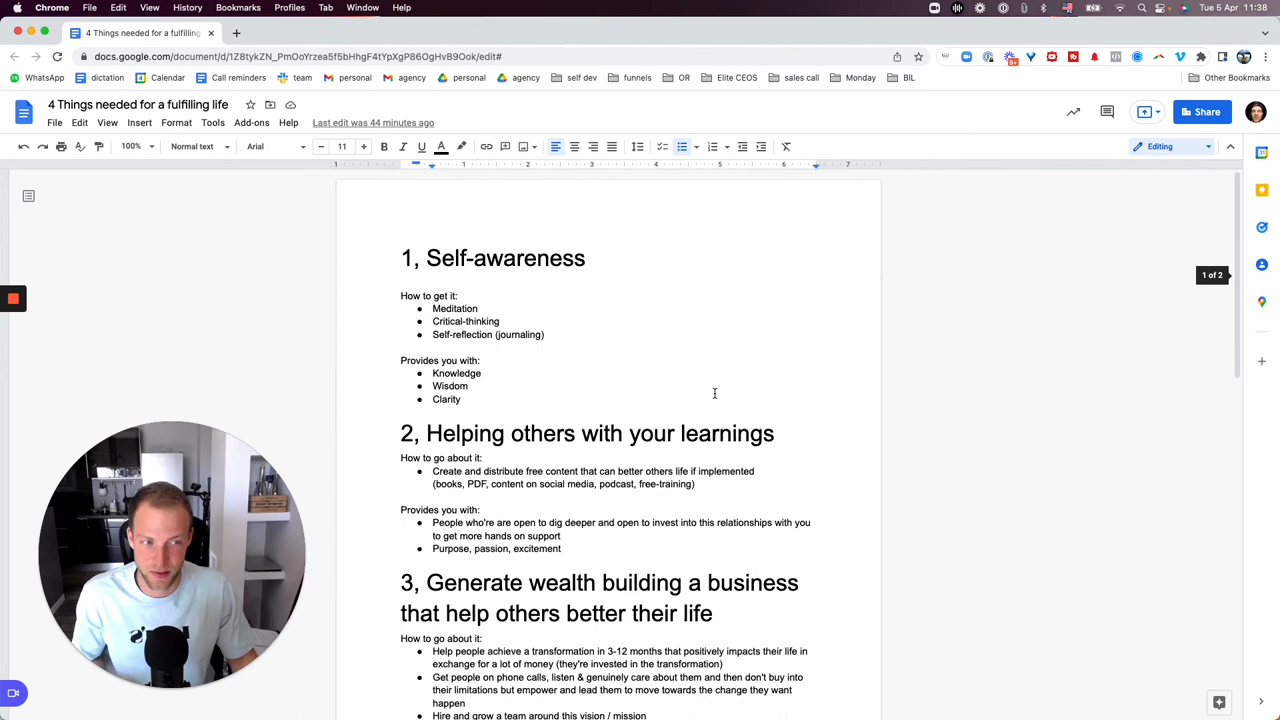 Chrome File Edit View History Bookmarks Profiles Tab Window Help Tue 5 Apr 11:38
4 Things needed for a fulfilling
docs.google.com/document/d/1Z8tykZN_PmOoYrzea5f5bHhgF4tYpXgP86OgHvB9Ook/edit#
WhatsApp dictation Calendar Call reminders team personal agency personal agency self dev funnels OR Elite CEOS sales call Monday BIL Other Bookmarks
4 Things needed for a fulfilling life
Share
File Edit View Insert Format Tools Add-ons Help Last edit was 44 minutes ago
100% Normal text Arial 11 Editing
1 1 2 3 4 5 6 7
1 of 2
1, Self-awareness
How to get it:
● Meditation
● Critical-thinking
● Self-reflection (journaling)
Provides you with:
● Knowledge
● Wisdom
● Clarity
2, Helping others with your learnings
How to go about it:
● Create and distribute free content that can better others life if implemented
(books, PDF, content on social media, podcast, free-training)
Provides you with:
● People who're are open to dig deeper and open to invest into this relationships with you
to get more hands on support
● Purpose, passion, excitement
3, Generate wealth building a business
that help others better their life
How to go about it:
● Help people achieve a transformation in 3-12 months that positively impacts their life in
exchange for a lot of money (they're invested in the transformation)
● Get people on phone calls, listen & genuinely care about them and then don't buy into
their limitations but empower and lead them to move towards the change they want
happen
● Hire and grow a team around this vision / mission